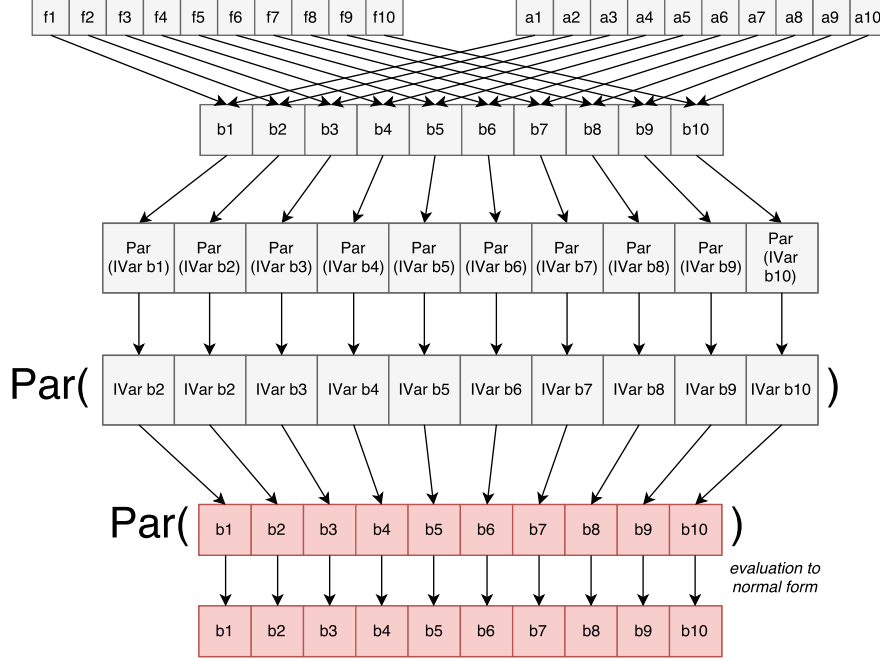 f1 f2 f3 f4 f5 f6 f7 f8 f9 f10 a1 a2 a3 a4 a5 a6 a7 a8 a9 a10
b1 b2 b3 b4 b5 b6 b7 b8 b9 b10
Par (IVar b1) Par (IVar b2) Par (IVar b3) Par (IVar b4) Par (IVar b5) Par (IVar b6) Par (IVar b7) Par (IVar b8) Par (IVar b9) Par (IVar b10)
Par( IVar b2 IVar b2 IVar b3 IVar b4 IVar b5 IVar b6 IVar b7 IVar b8 IVar b9 IVar b10 )
Par( b1 b2 b3 b4 b5 b6 b7 b8 b9 b10 )
evaluation to
normal form
b1 b2 b3 b4 b5 b6 b7 b8 b9 b10